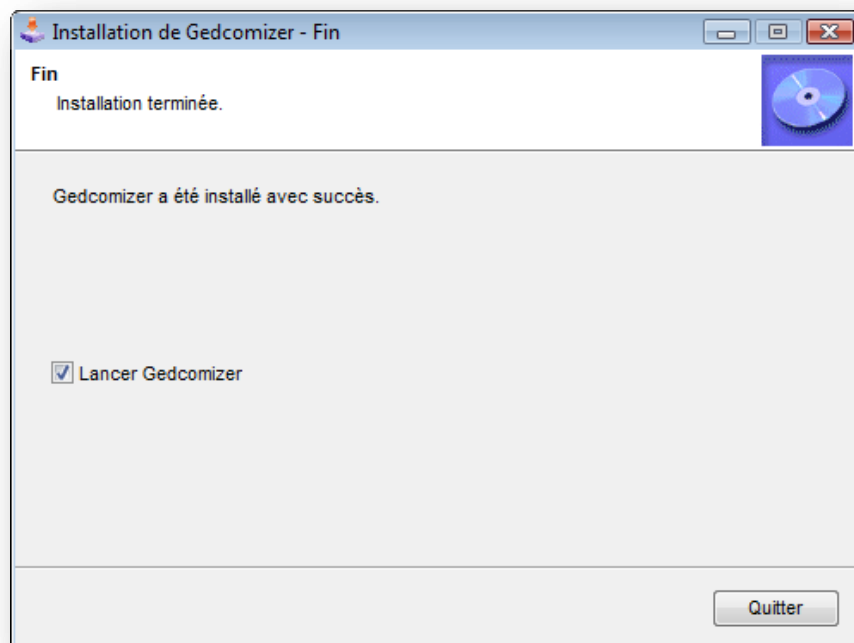 Installation de Gedcomizer - Fin
Fin
Installation terminée.
Gedcomizer a été installé avec succès.
Lancer Gedcomizer
Quitter